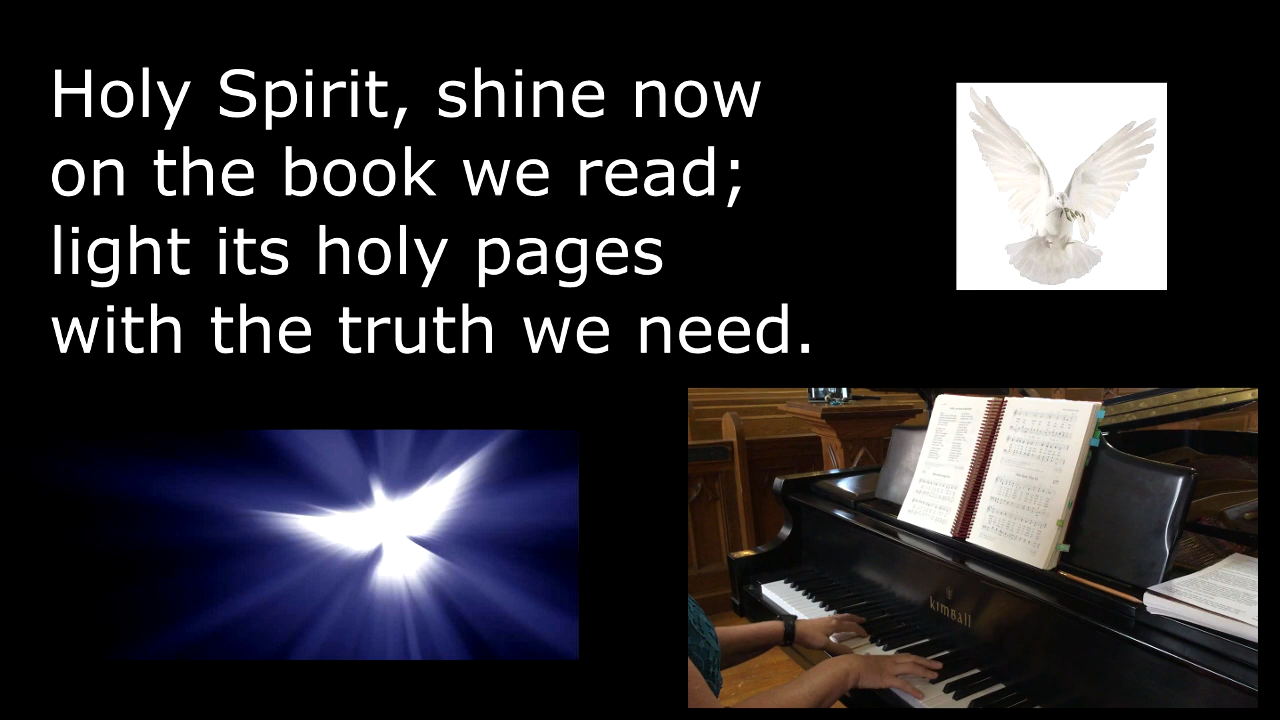 Holy Spirit, shine now
on the book we read;
light its holy pages
with the truth we need.
KIMBALL